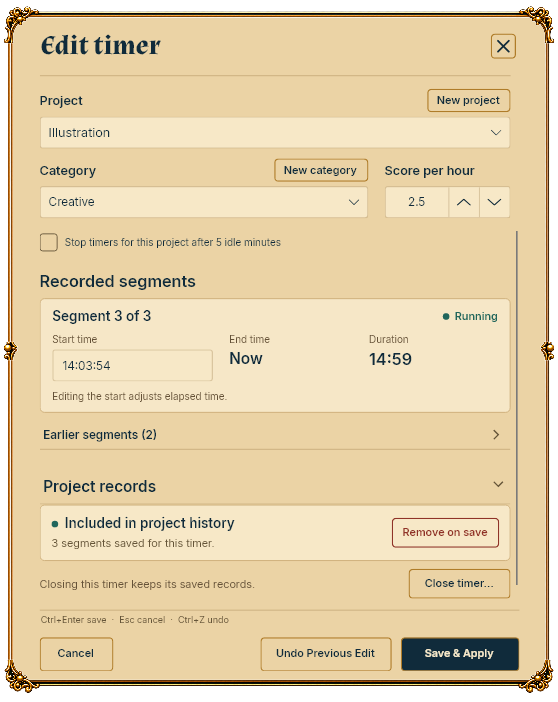 Edit timer
Project
New project
Illustration
Category
New category
Score per hour
Creative
2.5
Stop timers for this project after 5 idle minutes
Recorded segments
Segment 3 of 3
Running
Start time
End time
Duration
14:03:54
Now
14:59
Editing the start adjusts elapsed time.
Earlier segments (2)
Project records
Included in project history
3 segments saved for this timer.
Remove on save
Closing this timer keeps its saved records.
Close timer...
Ctrl+Enter save · Esc cancel · Ctrl+Z undo
Cancel
Undo Previous Edit
Save & Apply